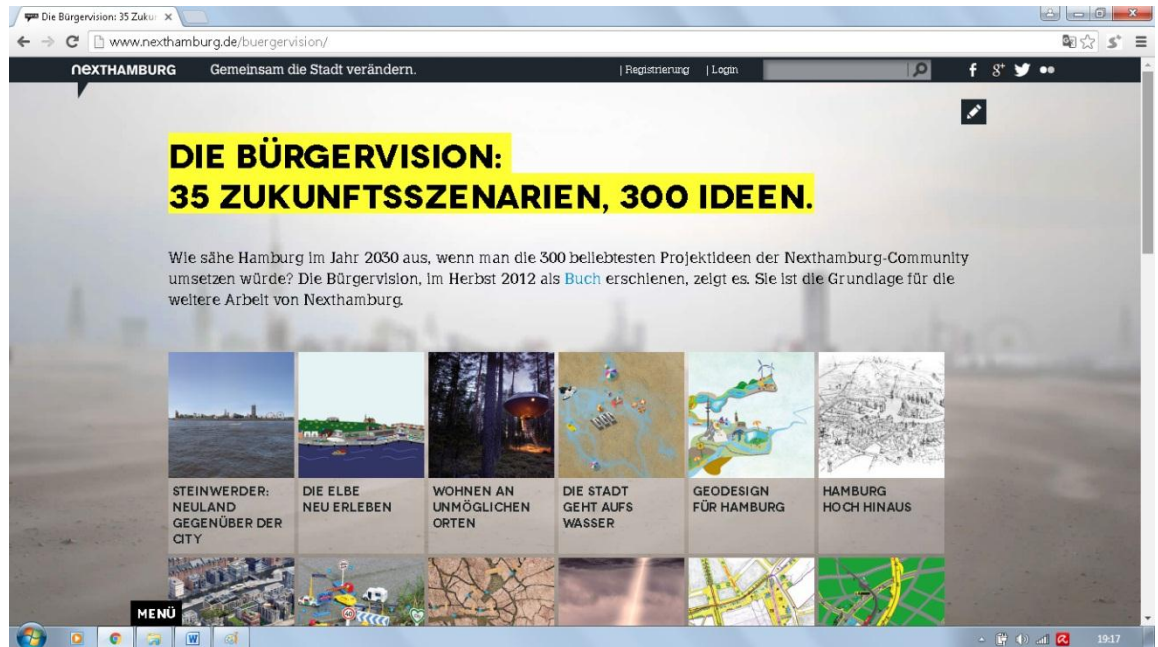 Die Bürgervision: 35 Zukun
www.nexthamburg.de/buergervision/
NEXTHAMBURG Gemeinsam die Stadt verändern. | Registrierung | Login
DIE BÜRGERVISION:
35 ZUKUNFTSSZENARIEN, 300 IDEEN.
Wie sähe Hamburg im Jahr 2030 aus, wenn man die 300 beliebtesten Projektideen der Nexthamburg-Community
umsetzen würde? Die Bürgervision, im Herbst 2012 als Buch erschienen, zeigt es. Sie ist die Grundlage für die
weitere Arbeit von Nexthamburg.
STEINWERDER:
NEULAND
GEGENÜBER DER
CITY
DIE ELBE
NEU ERLEBEN
WOHNEN AN
UNMÖGLICHEN
ORTEN
DIE STADT
GEHT AUFS
WASSER
GEODESIGN
FÜR HAMBURG
HAMBURG
HOCH HINAUS
MENÜ
19:17